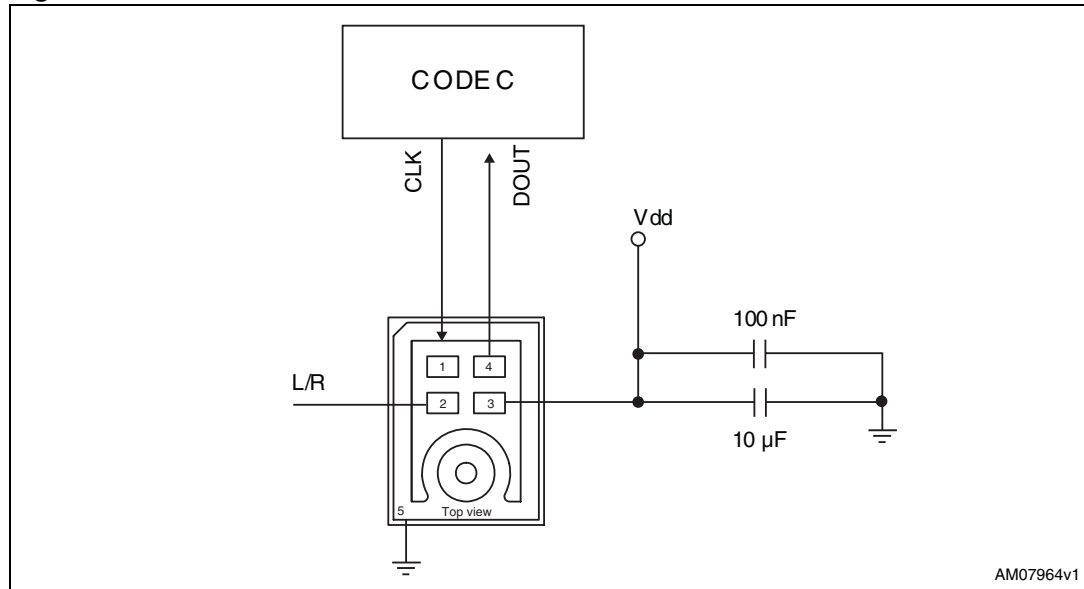 CODEC
CLK
DOUT
Vdd
100 nF
10 µF
L/R
1
4
2
3
5
Top view
AM07964v1